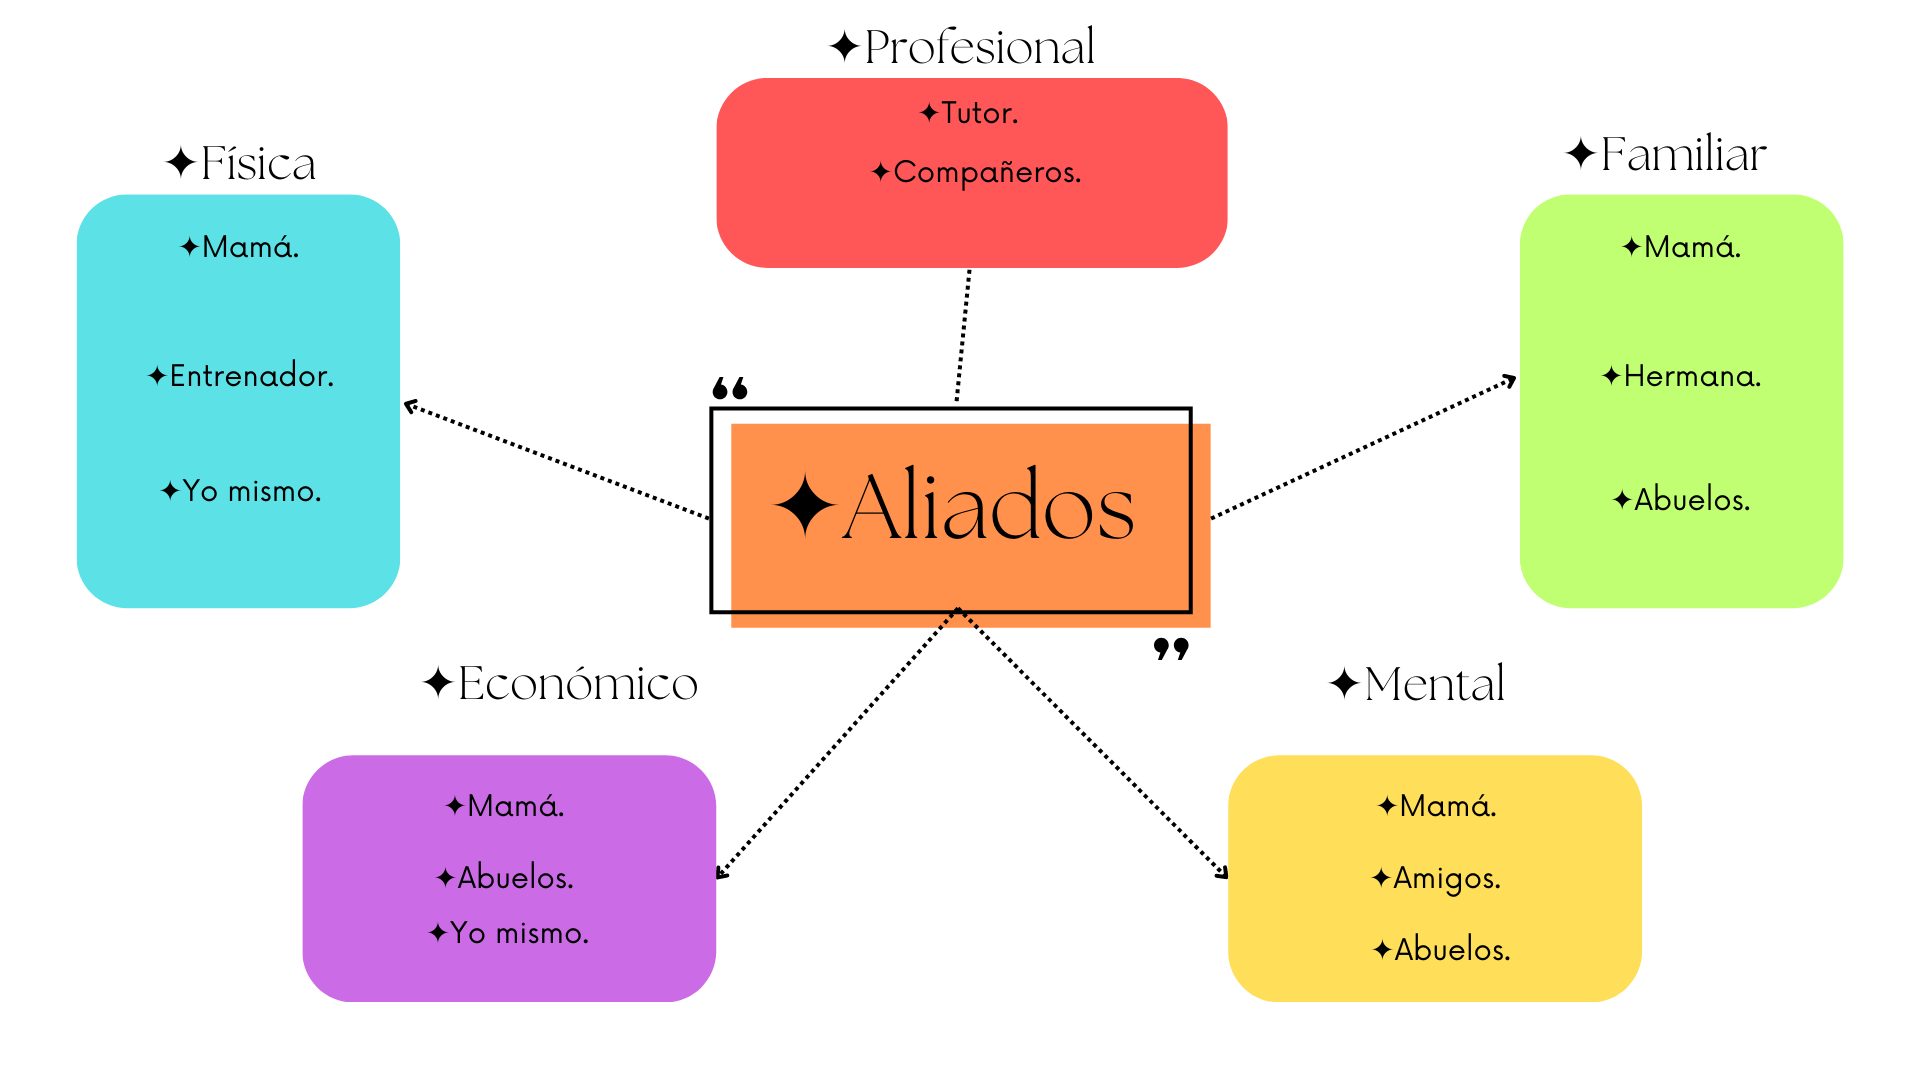 ✦Profesional
✦Tutor.
✦Compañeros.
✦Física
✦Mamá.
✦Entrenador.
✦Yo mismo.
✦Familiar
✦Mamá.
✦Hermana.
✦Abuelos.
“
✦Aliados
”
✦Económico
✦Mamá.
✦Abuelos.
✦Yo mismo.
✦Mental
✦Mamá.
✦Amigos.
✦Abuelos.